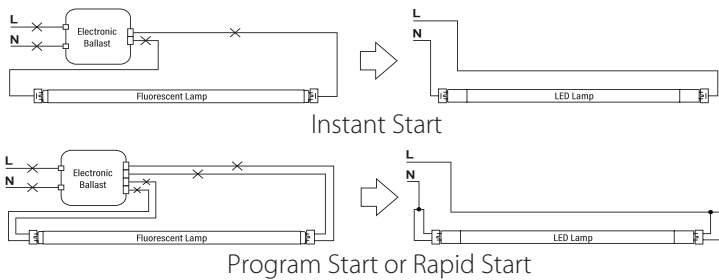 L
N
Electronic
Ballast
Fluorescent Lamp
L
N
LED Lamp
Instant Start
L
N
Electronic
Ballast
Fluorescent Lamp
L
N
LED Lamp
Program Start or Rapid Start